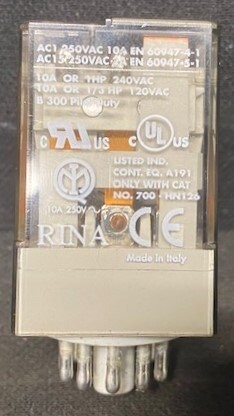 AC1 250VAC 10A EN 60947-4-1
AC15 250VAC EN 60947-5-1
10A OR 1HP 240VAC
10A OR 1/3 HP 120VAC
B 300 Pilot Duty
C US
C UL US
LISTED IND.
CONT. EQ. A191
ONLY WITH CAT
NO. 700-HN126
10A 250V ~
RINA CE
Made in Italy